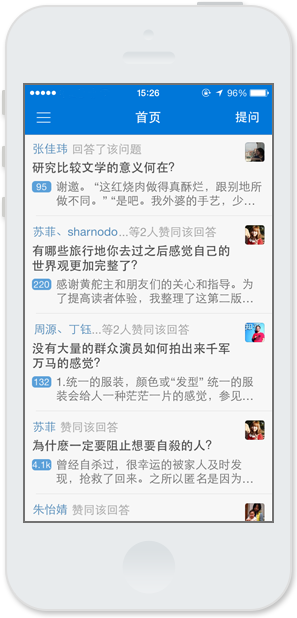 15:26 96%
首页 提问
张佳玮 回答了该问题
研究比较文学的意义何在?
95 谢邀。 “这红烧肉做得真酥烂，跟别地所
做不同。” “是吧。我外婆的手艺，少...
苏菲、sharnodo...等2人赞同该回答
有哪些旅行地你去过之后感觉自己的
世界观更加完整了?
220 感谢黄舵主和朋友们的关心和指导。为
了提高读者体验，我整理了这第二版...
周源、丁钰...等2人赞同该回答
没有大量的群众演员如何拍出来千军
万马的感觉?
132 1.统一的服装，颜色或“发型” 统一的服
装会给人一种茫茫一片的感觉，参见...
苏菲 赞同该回答
為什麽一定要阻止想要自殺的人?
4.1k 曾经自杀过，很幸运的被家人及时发
现，抢救了回来。之所以匿名是因为...
朱怡婧 赞同该回答